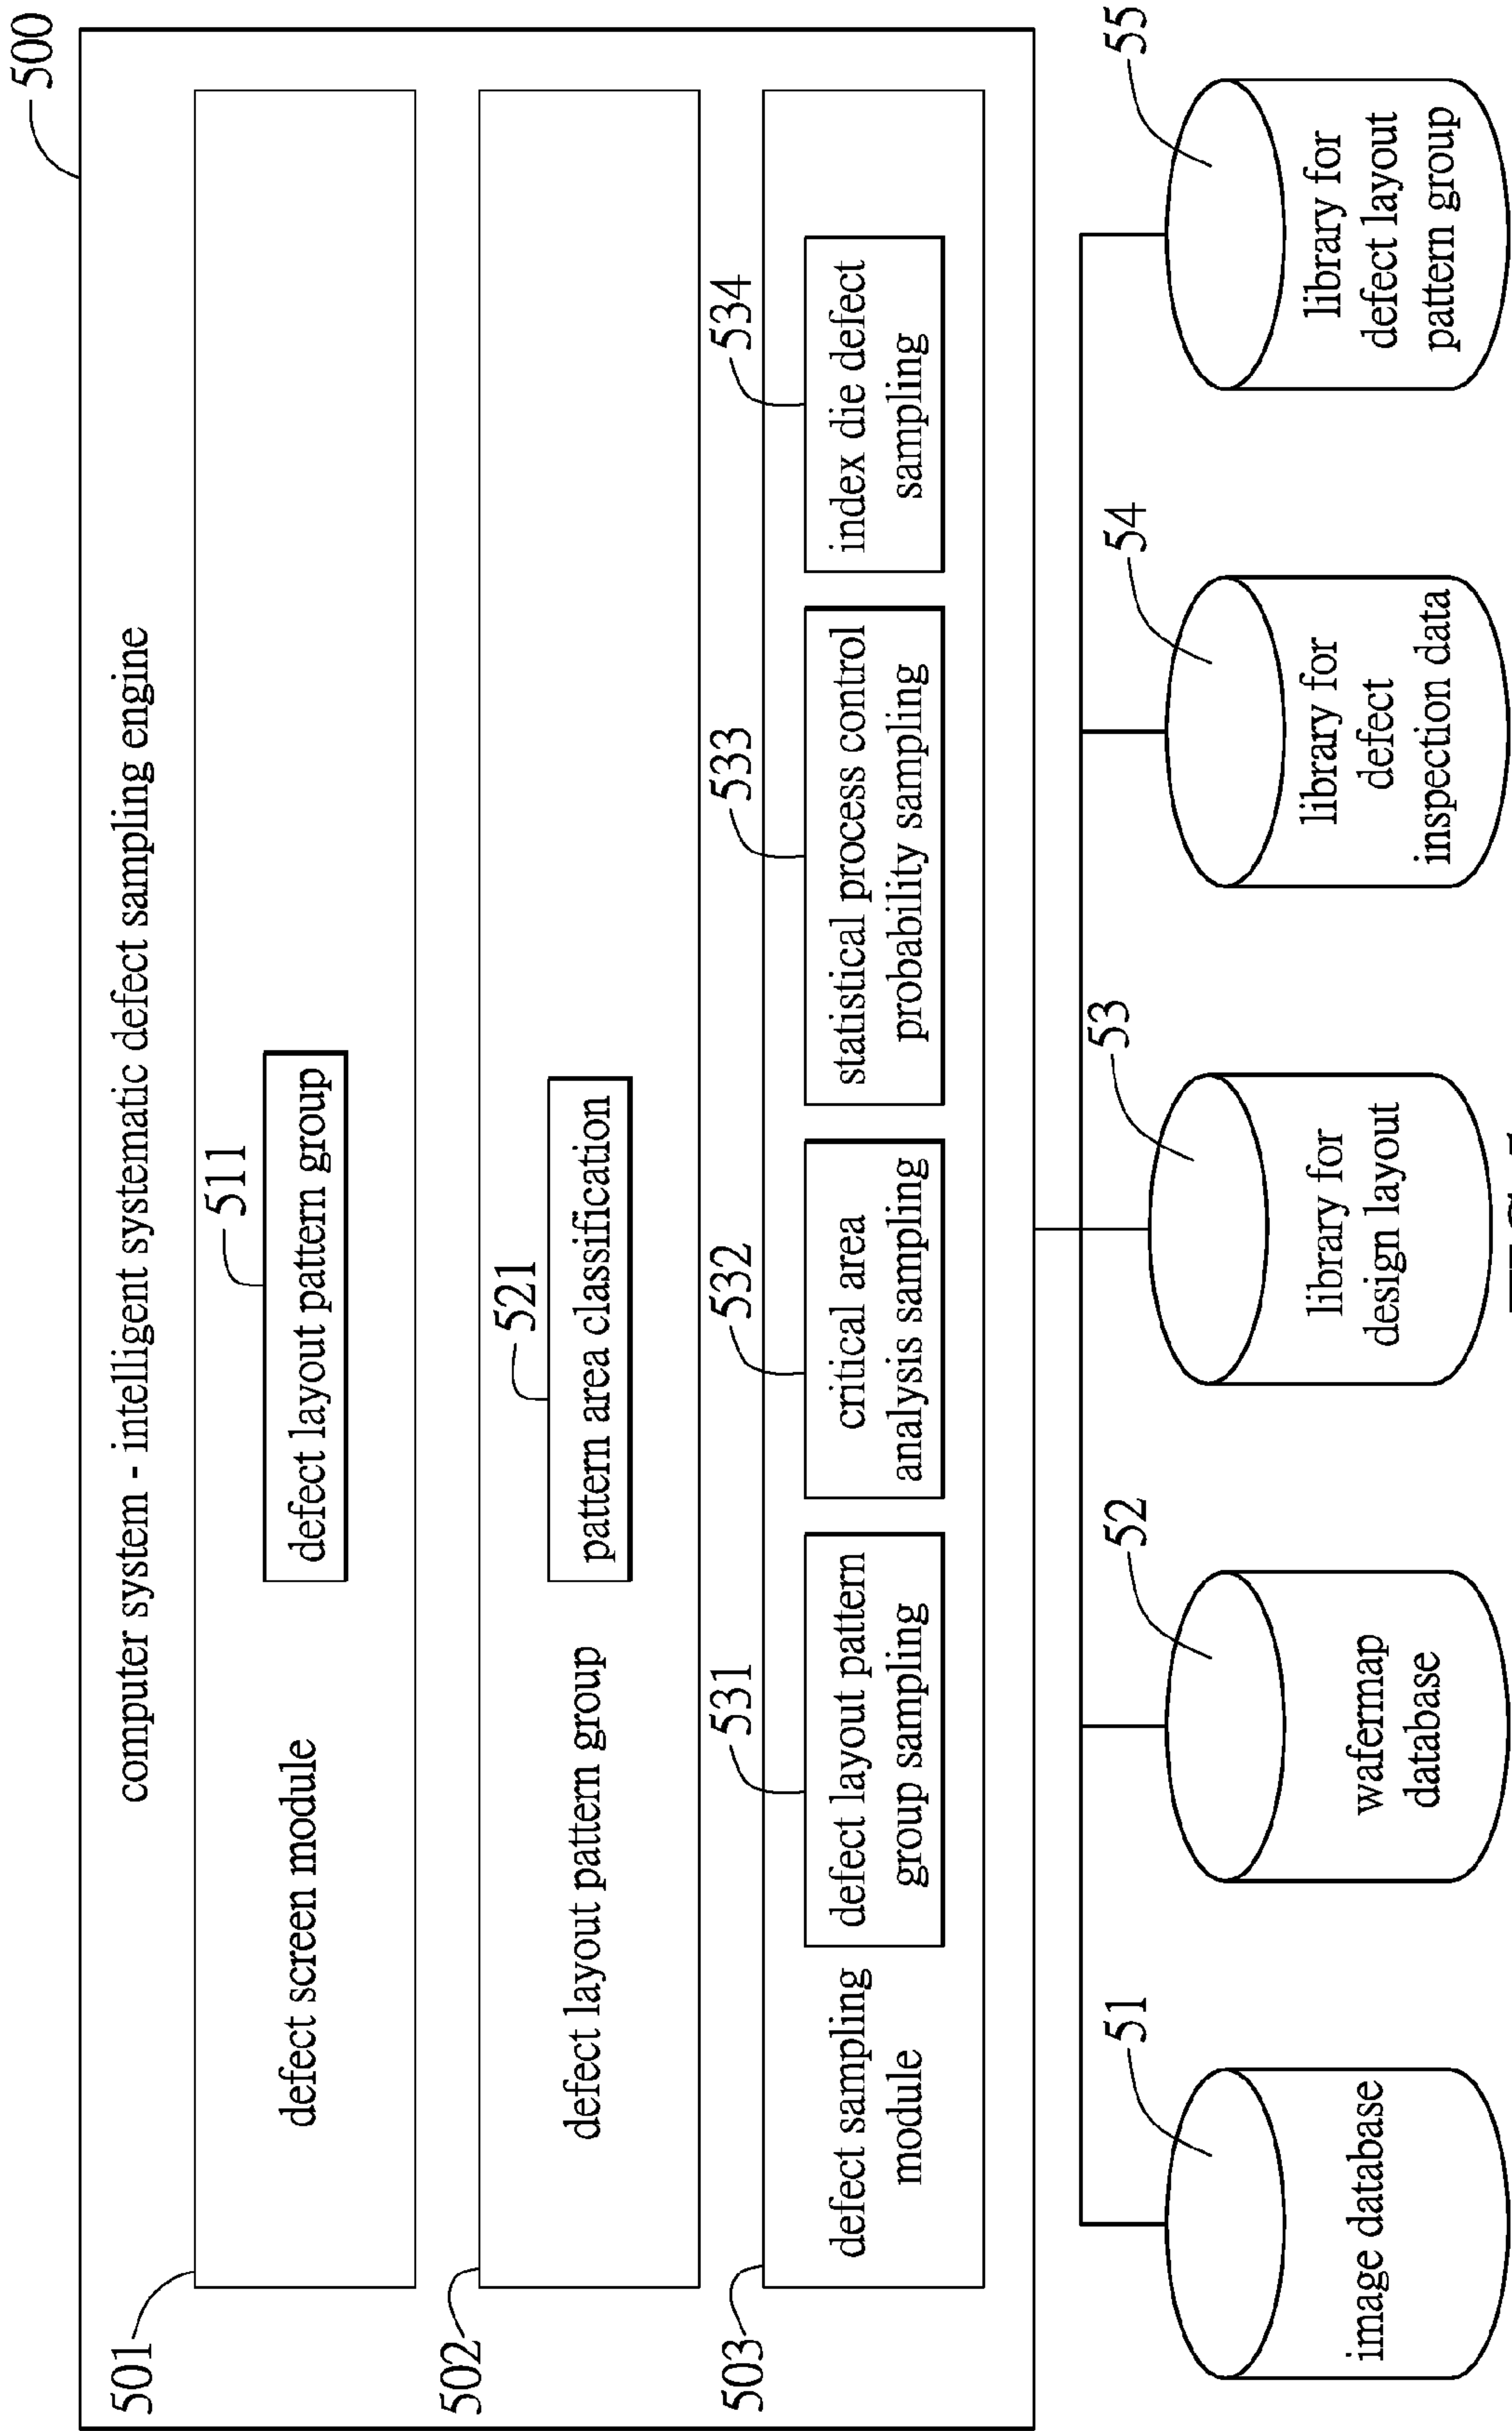 500
computer system - intelligent systematic defect sampling engine
501
defect screen module
511
defect layout pattern group
502
defect layout pattern group
521
pattern area classification
503
defect sampling
module
531
defect layout pattern
group sampling
532
critical area
analysis sampling
533
statistical process control
probability sampling
534
index die defect
sampling
51
image database
52
wafermap
database
53
library for
design layout
54
library for
defect
inspection data
55
library for
defect layout
pattern group